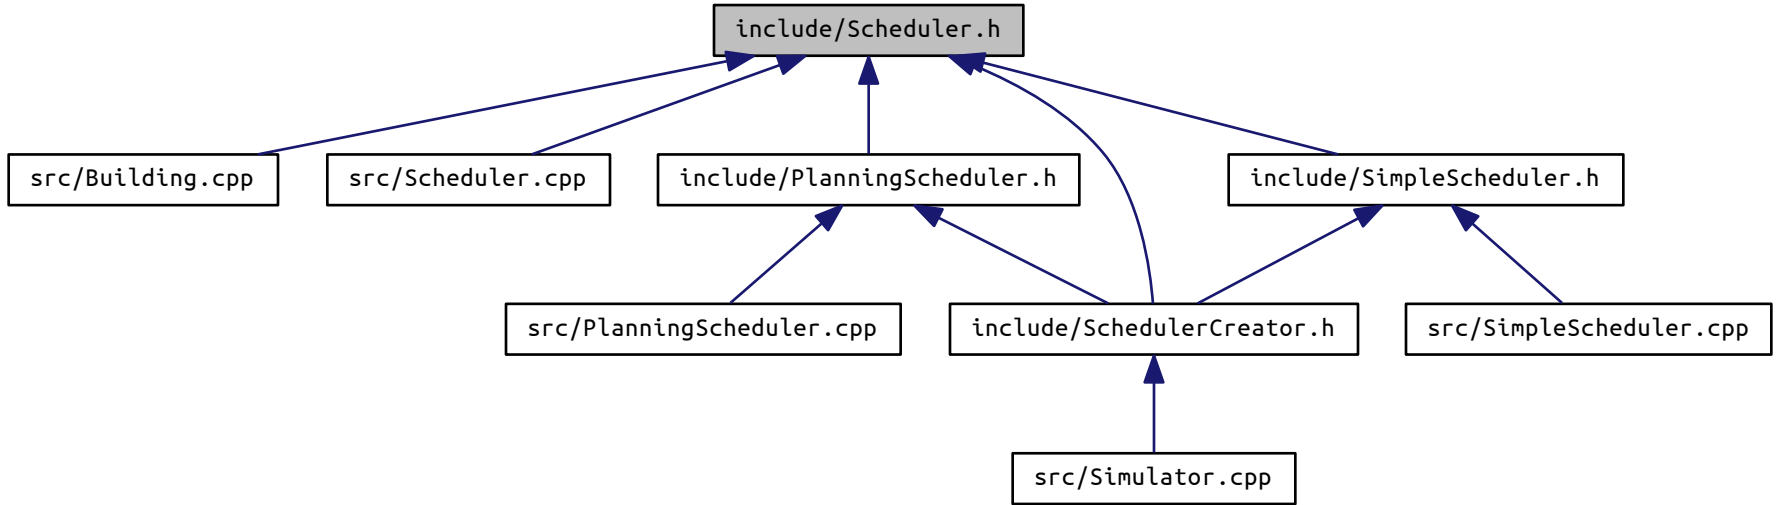 include/Scheduler.h
src/Building.cpp
src/Scheduler.cpp
include/PlanningScheduler.h
include/SimpleScheduler.h
src/PlanningScheduler.cpp
include/SchedulerCreator.h
src/SimpleScheduler.cpp
src/Simulator.cpp